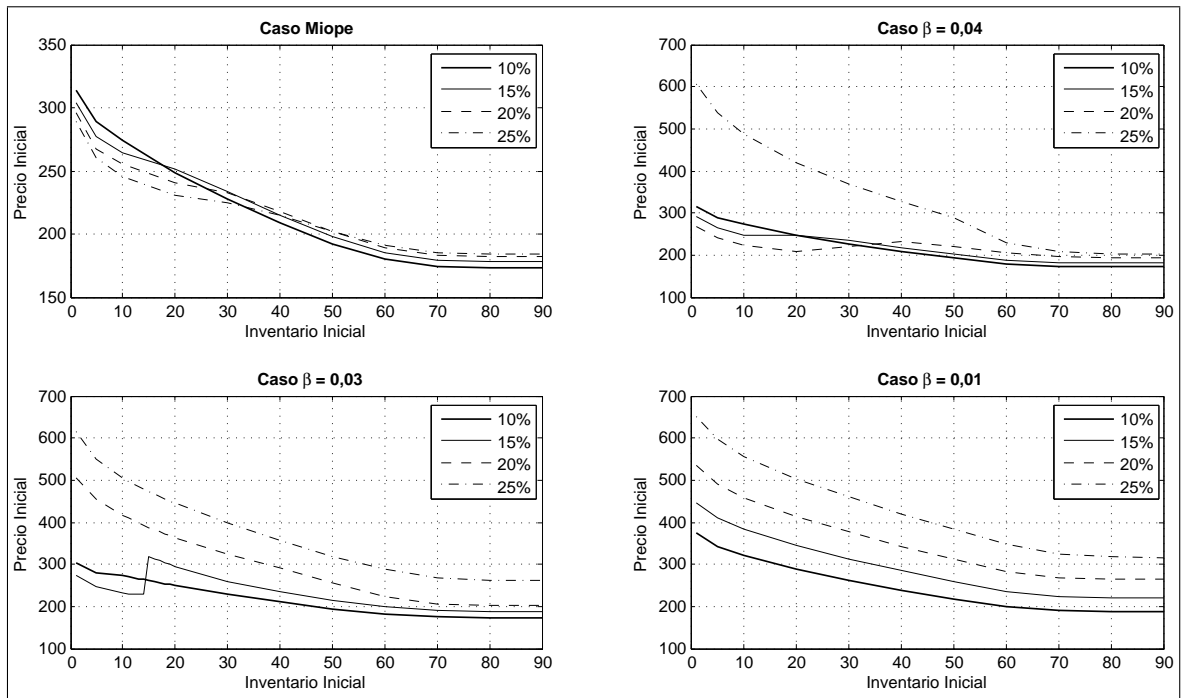 Caso Miope
350
300
250
200
150
Precio Inicial
0 10 20 30 40 50 60 70 80 90
Inventario Inicial
10%
15%
20%
25%
Caso β = 0,04
700
600
500
400
300
200
100
Precio Inicial
0 10 20 30 40 50 60 70 80 90
Inventario Inicial
10%
15%
20%
25%
Caso β = 0,03
700
600
500
400
300
200
100
Precio Inicial
0 10 20 30 40 50 60 70 80 90
Inventario Inicial
10%
15%
20%
25%
Caso β = 0,01
700
600
500
400
300
200
100
Precio Inicial
0 10 20 30 40 50 60 70 80 90
Inventario Inicial
10%
15%
20%
25%